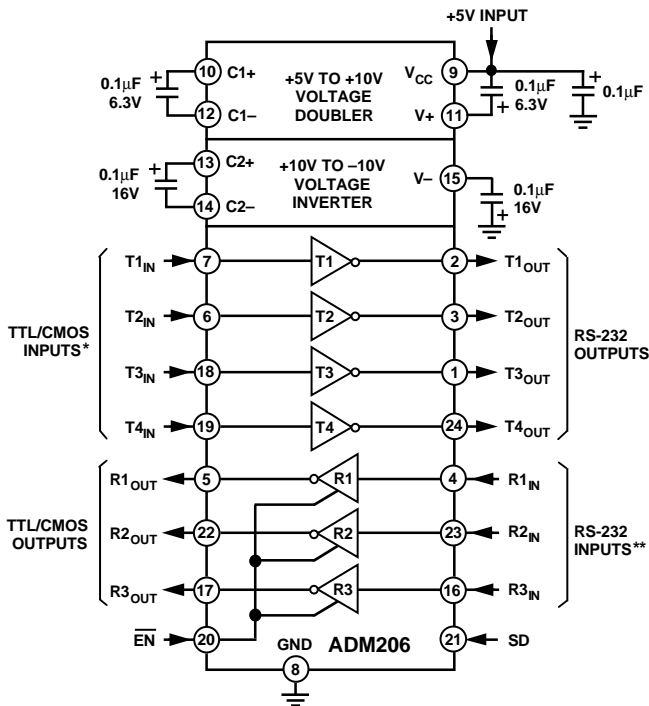 +5V INPUT
10 C1+
+5V TO +10V
VOLTAGE
DOUBLER
VCC 9
0.1µF
6.3V
+
12 C1–
V+ 11
+
0.1µF
6.3V
+
0.1µF
13 C2+
+10V TO –10V
VOLTAGE
INVERTER
V– 15
0.1µF
16V
+
14 C2–
0.1µF
16V
+
TTL/CMOS
INPUTS*
T1IN 7 T1 2 T1OUT
T2IN 6 T2 3 T2OUT
T3IN 18 T3 1 T3OUT
T4IN 19 T4 24 T4OUT
RS-232
OUTPUTS
TTL/CMOS
OUTPUTS
R1OUT 5 R1 4 R1IN
R2OUT 22 R2 23 R2IN
R3OUT 17 R3 16 R3IN
RS-232
INPUTS**
EN 20 GND ADM206 21 SD
8